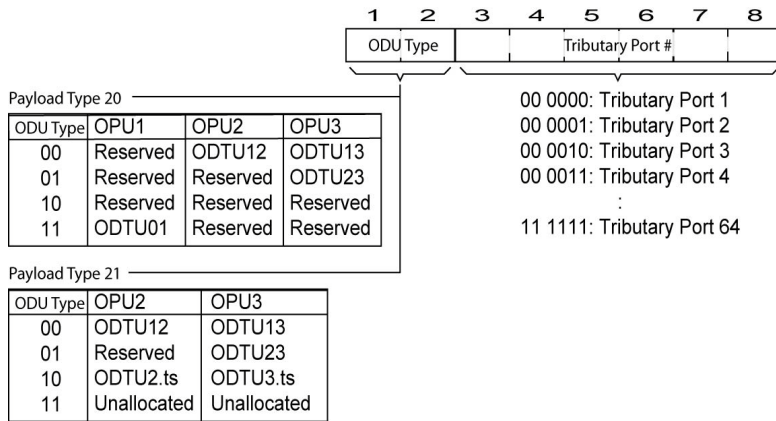 1 2 3 4 5 6 7 8
ODU Type Tributary Port #
Payload Type 20
ODU Type OPU1 OPU2 OPU3
00 Reserved ODTU12 ODTU13
01 Reserved Reserved ODTU23
10 Reserved Reserved Reserved
11 ODTU01 Reserved Reserved
00 0000: Tributary Port 1
00 0001: Tributary Port 2
00 0010: Tributary Port 3
00 0011: Tributary Port 4
:
11 1111: Tributary Port 64
Payload Type 21
ODU Type OPU2 OPU3
00 ODTU12 ODTU13
01 Reserved ODTU23
10 ODTU2.ts ODTU3.ts
11 Unallocated Unallocated